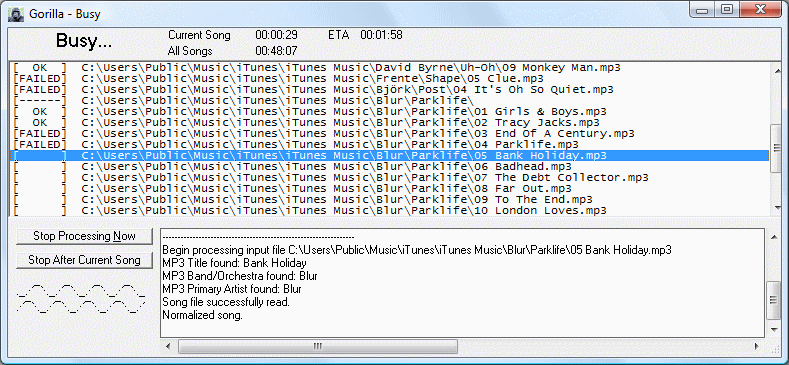 Gorilla - Busy
Busy...
Current Song 00:00:29 ETA 00:01:58
All Songs 00:48:07
[ OK ] C:\Users\Public\Music\iTunes\iTunes Music\David Byrne\Uh-Oh\09 Monkey Man.mp3
[FAILED] C:\Users\Public\Music\iTunes\iTunes Music\Frente\Shape\05 Clue.mp3
[FAILED] C:\Users\Public\Music\iTunes\iTunes Music\Björk\Post\04 It's Oh So Quiet.mp3
[------] C:\Users\Public\Music\iTunes\iTunes Music\Blur\Parklife\
[ OK ] C:\Users\Public\Music\iTunes\iTunes Music\Blur\Parklife\01 Girls & Boys.mp3
[ OK ] C:\Users\Public\Music\iTunes\iTunes Music\Blur\Parklife\02 Tracy Jacks.mp3
[FAILED] C:\Users\Public\Music\iTunes\iTunes Music\Blur\Parklife\03 End Of A Century.mp3
[FAILED] C:\Users\Public\Music\iTunes\iTunes Music\Blur\Parklife\04 Parklife.mp3
[ ] C:\Users\Public\Music\iTunes\iTunes Music\Blur\Parklife\05 Bank Holiday.mp3
[ ] C:\Users\Public\Music\iTunes\iTunes Music\Blur\Parklife\06 Badhead.mp3
[ ] C:\Users\Public\Music\iTunes\iTunes Music\Blur\Parklife\07 The Debt Collector.mp3
[ ] C:\Users\Public\Music\iTunes\iTunes Music\Blur\Parklife\08 Far Out.mp3
[ ] C:\Users\Public\Music\iTunes\iTunes Music\Blur\Parklife\09 To The End.mp3
[ ] C:\Users\Public\Music\iTunes\iTunes Music\Blur\Parklife\10 London Loves.mp3
Stop Processing Now
Stop After Current Song
----------------------------------------------------------------
Begin processing input file C:\Users\Public\Music\iTunes\iTunes Music\Blur\Parklife\05 Bank Holiday.mp3
MP3 Title found: Bank Holiday
MP3 Band/Orchestra found: Blur
MP3 Primary Artist found: Blur
Song file successfully read.
Normalized song.